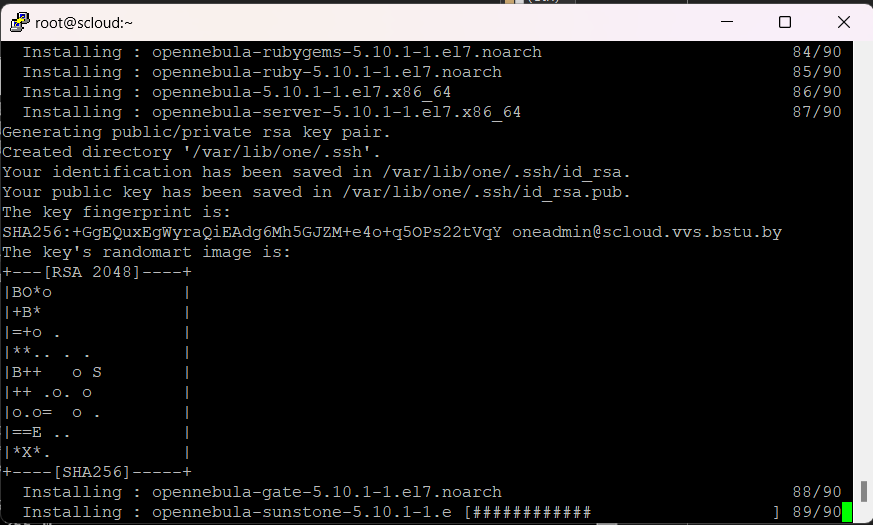 root@scloud:~
Installing : opennebula-rubygems-5.10.1-1.el7.noarch 84/90
Installing : opennebula-ruby-5.10.1-1.el7.noarch 85/90
Installing : opennebula-5.10.1-1.el7.x86_64 86/90
Installing : opennebula-server-5.10.1-1.el7.x86_64 87/90
Generating public/private rsa key pair.
Created directory '/var/lib/one/.ssh'.
Your identification has been saved in /var/lib/one/.ssh/id_rsa.
Your public key has been saved in /var/lib/one/.ssh/id_rsa.pub.
The key fingerprint is:
SHA256:+GgEQuxEgWyraQiEAdg6Mh5GJZM+e4o+q5OPs22tVqY oneadmin@scloud.vvs.bstu.by
The key's randomart image is:
+---[RSA 2048]----+
|BO*o             |
|+B*              |
|=+o .            |
|**.. . .         |
|B++   o S        |
|++ .o. o         |
|o.o=  o .        |
|==E ..           |
|*X*.             |
+----[SHA256]-----+
Installing : opennebula-gate-5.10.1-1.el7.noarch 88/90
Installing : opennebula-sunstone-5.10.1-1.e [############                  ] 89/90